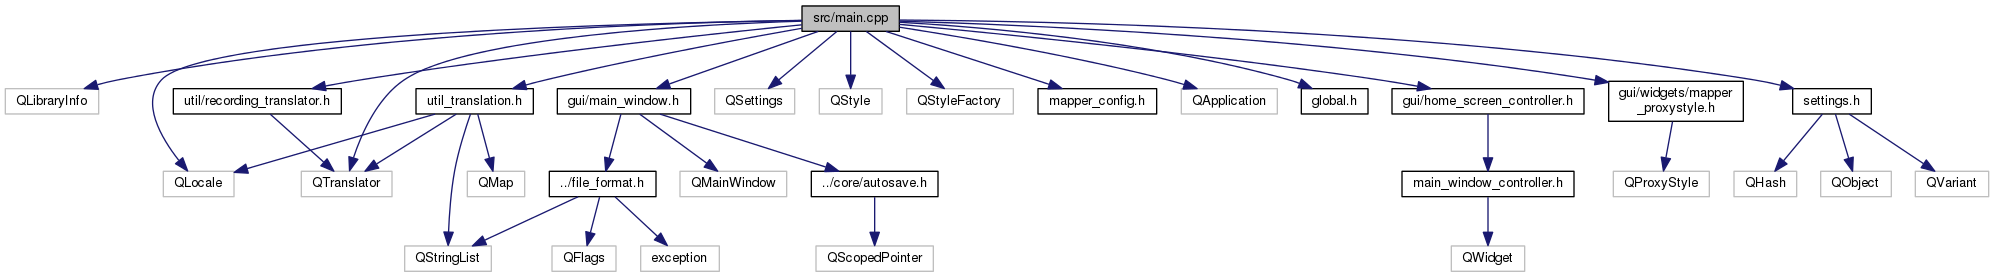 src/main.cpp
QLibraryInfo
util/recording_translator.h
util_translation.h
gui/main_window.h
QSettings
QStyle
QStyleFactory
mapper_config.h
QApplication
global.h
gui/home_screen_controller.h
gui/widgets/mapper
_proxystyle.h
settings.h
QLocale
QTranslator
QMap
../file_format.h
QMainWindow
../core/autosave.h
main_window_controller.h
QProxyStyle
QHash
QObject
QVariant
QStringList
QFlags
exception
QScopedPointer
QWidget